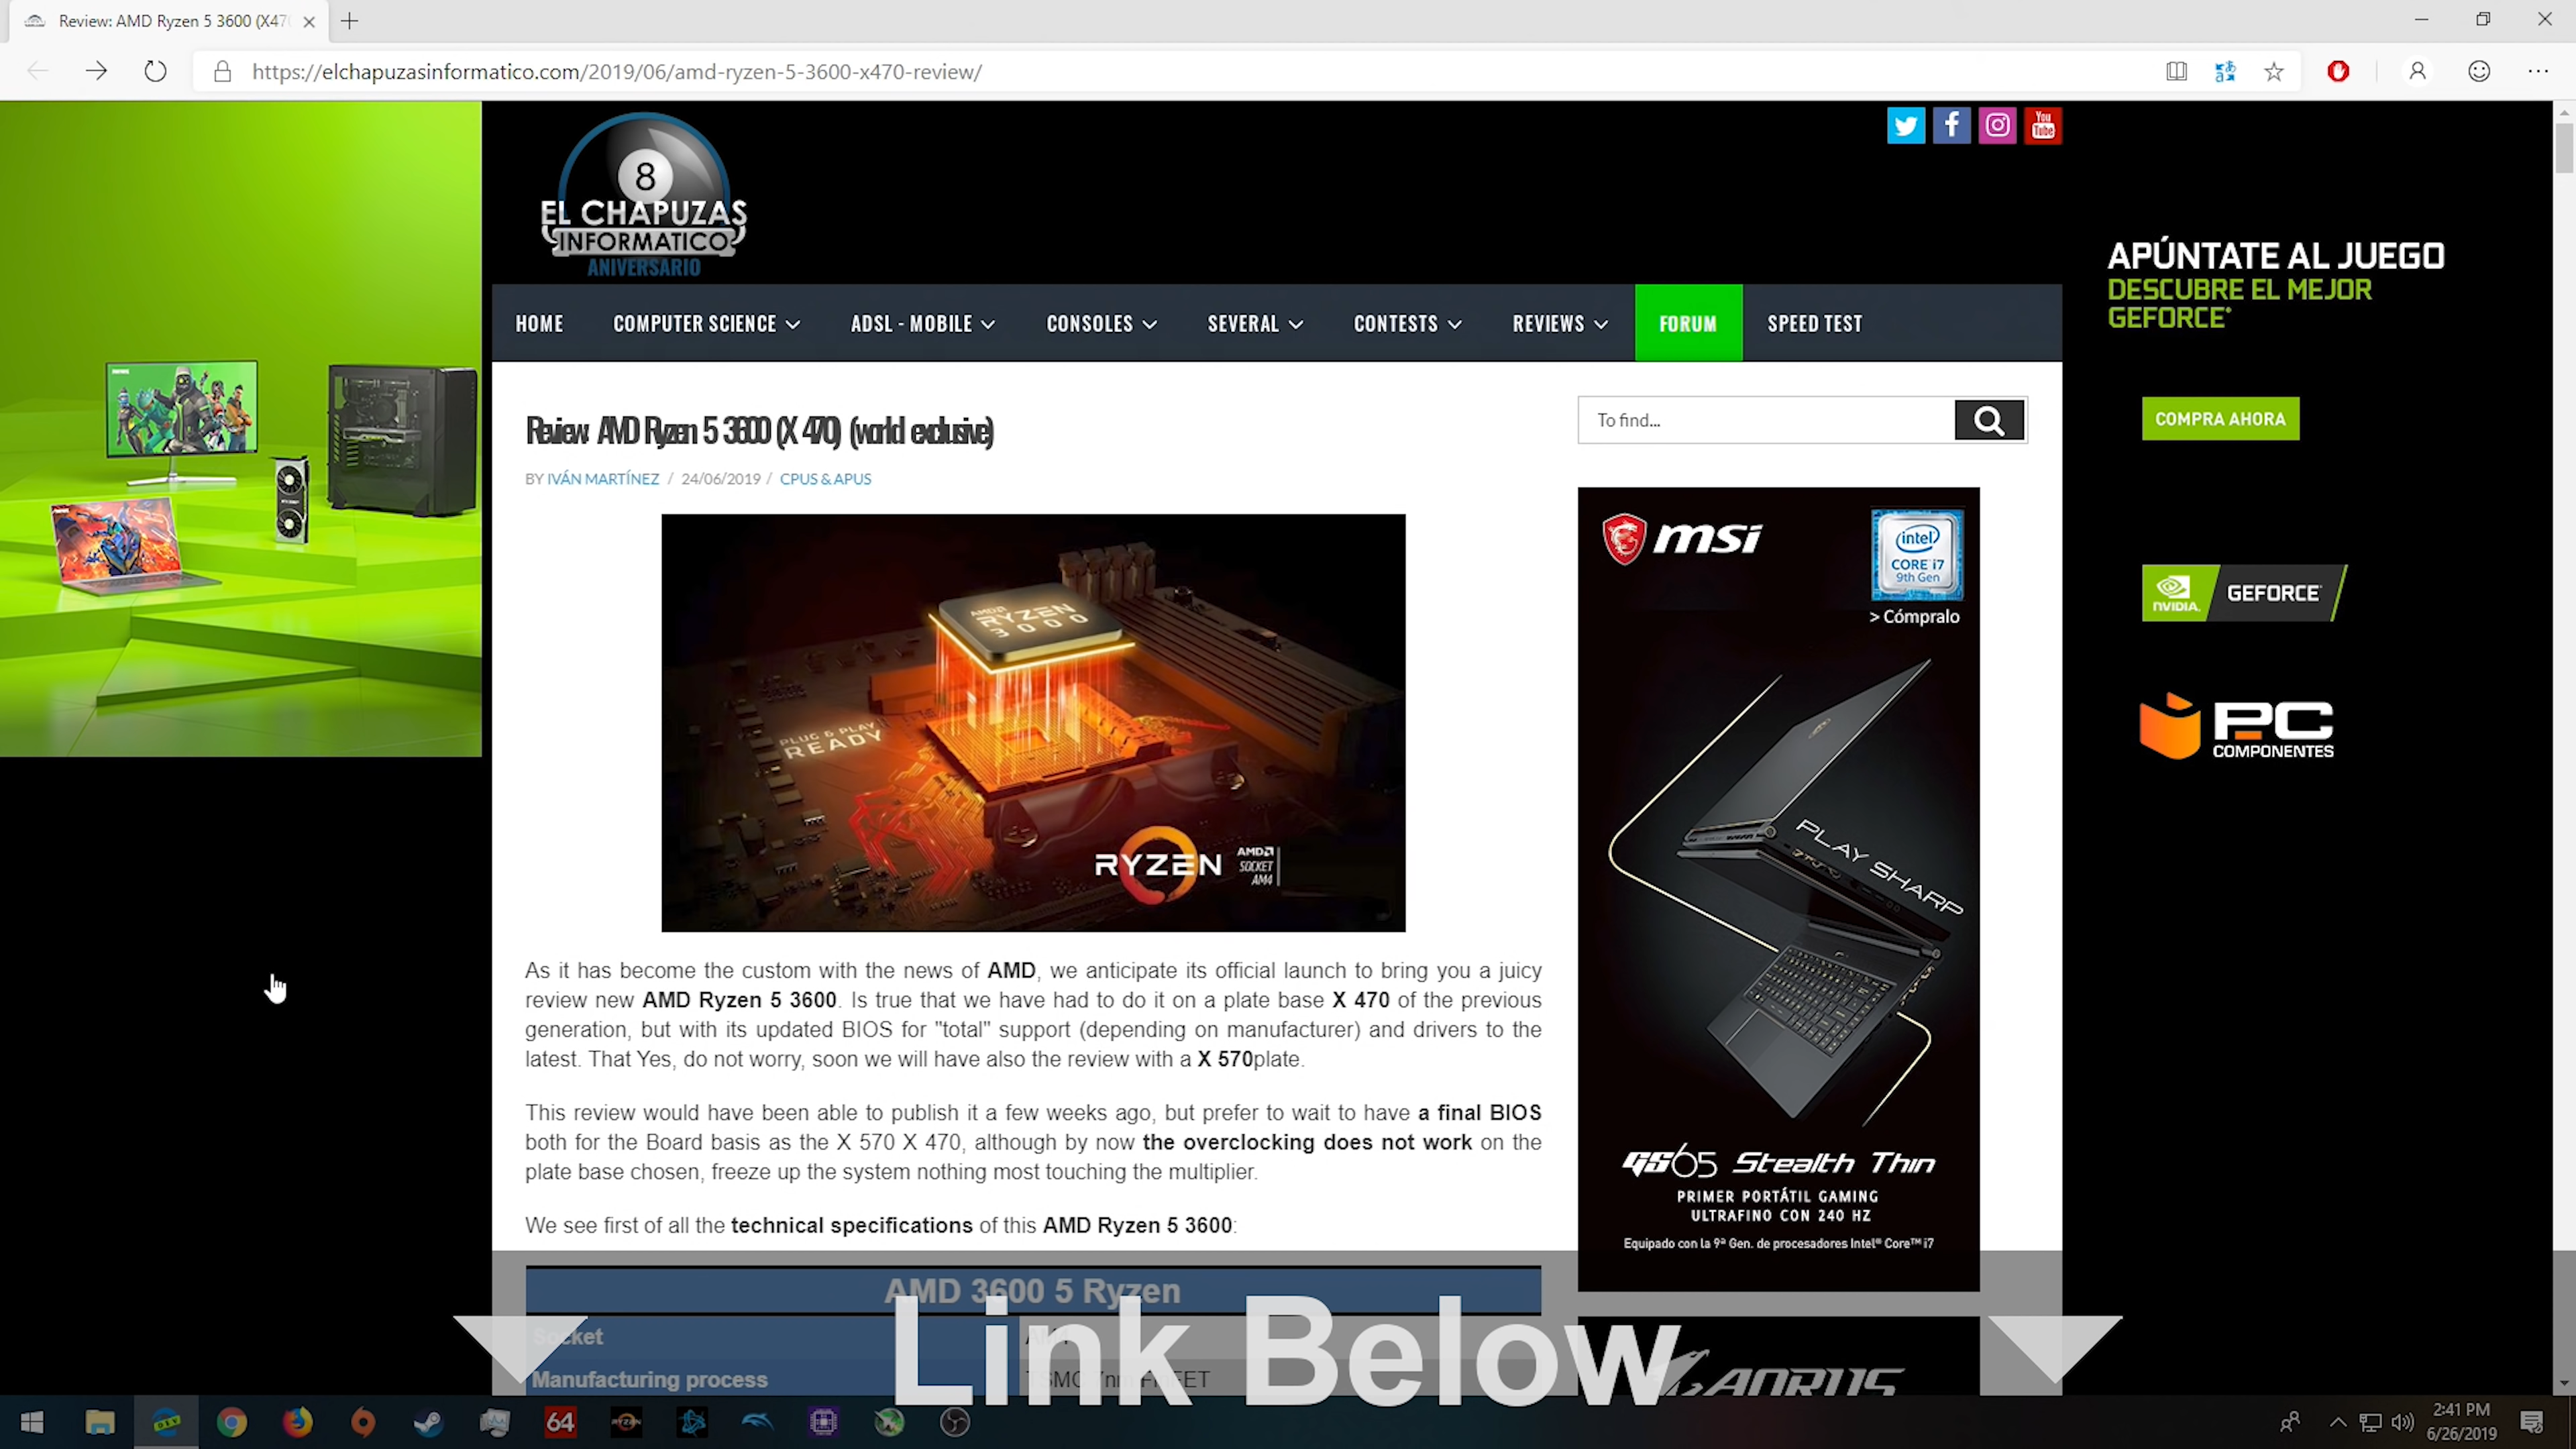 Review: AMD Ryzen 5 3600 (X470
https://elchapuzasinformatico.com/2019/06/amd-ryzen-5-3600-x470-review/
8
EL CHAPUZAS
INFORMATICO
ANIVERSARIO
You
Tube
HOME COMPUTER SCIENCE ADSL - MOBILE CONSOLES SEVERAL CONTESTS REVIEWS FORUM SPEED TEST
APÚNTATE AL JUEGO
DESCUBRE EL MEJOR
GEFORCE®
COMPRA AHORA
NVIDIA. GEFORCE®
PC
COMPONENTES
Review: AMD Ryzen 5 3600 (X 470) (world exclusive)
BY IVÁN MARTÍNEZ / 24/06/2019 / CPUS & APUS
To find...
AMD
RYZEN
3000
PLUG & PLAY
READY
RYZEN
AMD
SOCKET
AM4
msi
intel
CORE i7
9th Gen
> Cómpralo
PLAY SHARP
GS65 Stealth Thin
PRIMER PORTÁTIL GAMING
ULTRAFINO CON 240 HZ
Equipado con la 9ª Gen. de procesadores Intel® Core™ i7
As it has become the custom with the news of AMD, we anticipate its official launch to bring you a juicy
review new AMD Ryzen 5 3600. Is true that we have had to do it on a plate base X 470 of the previous
generation, but with its updated BIOS for "total" support (depending on manufacturer) and drivers to the
latest. That Yes, do not worry, soon we will have also the review with a X 570plate.
This review would have been able to publish it a few weeks ago, but prefer to wait to have a final BIOS
both for the Board basis as the X 570 X 470, although by now the overclocking does not work on the
plate base chosen, freeze up the system nothing most touching the multiplier.
We see first of all the technical specifications of this AMD Ryzen 5 3600:
AMD 3600 5 Ryzen
Socket
Manufacturing process
Link Below
AORUS
64
RYZEN
DEV
2:41 PM
6/26/2019